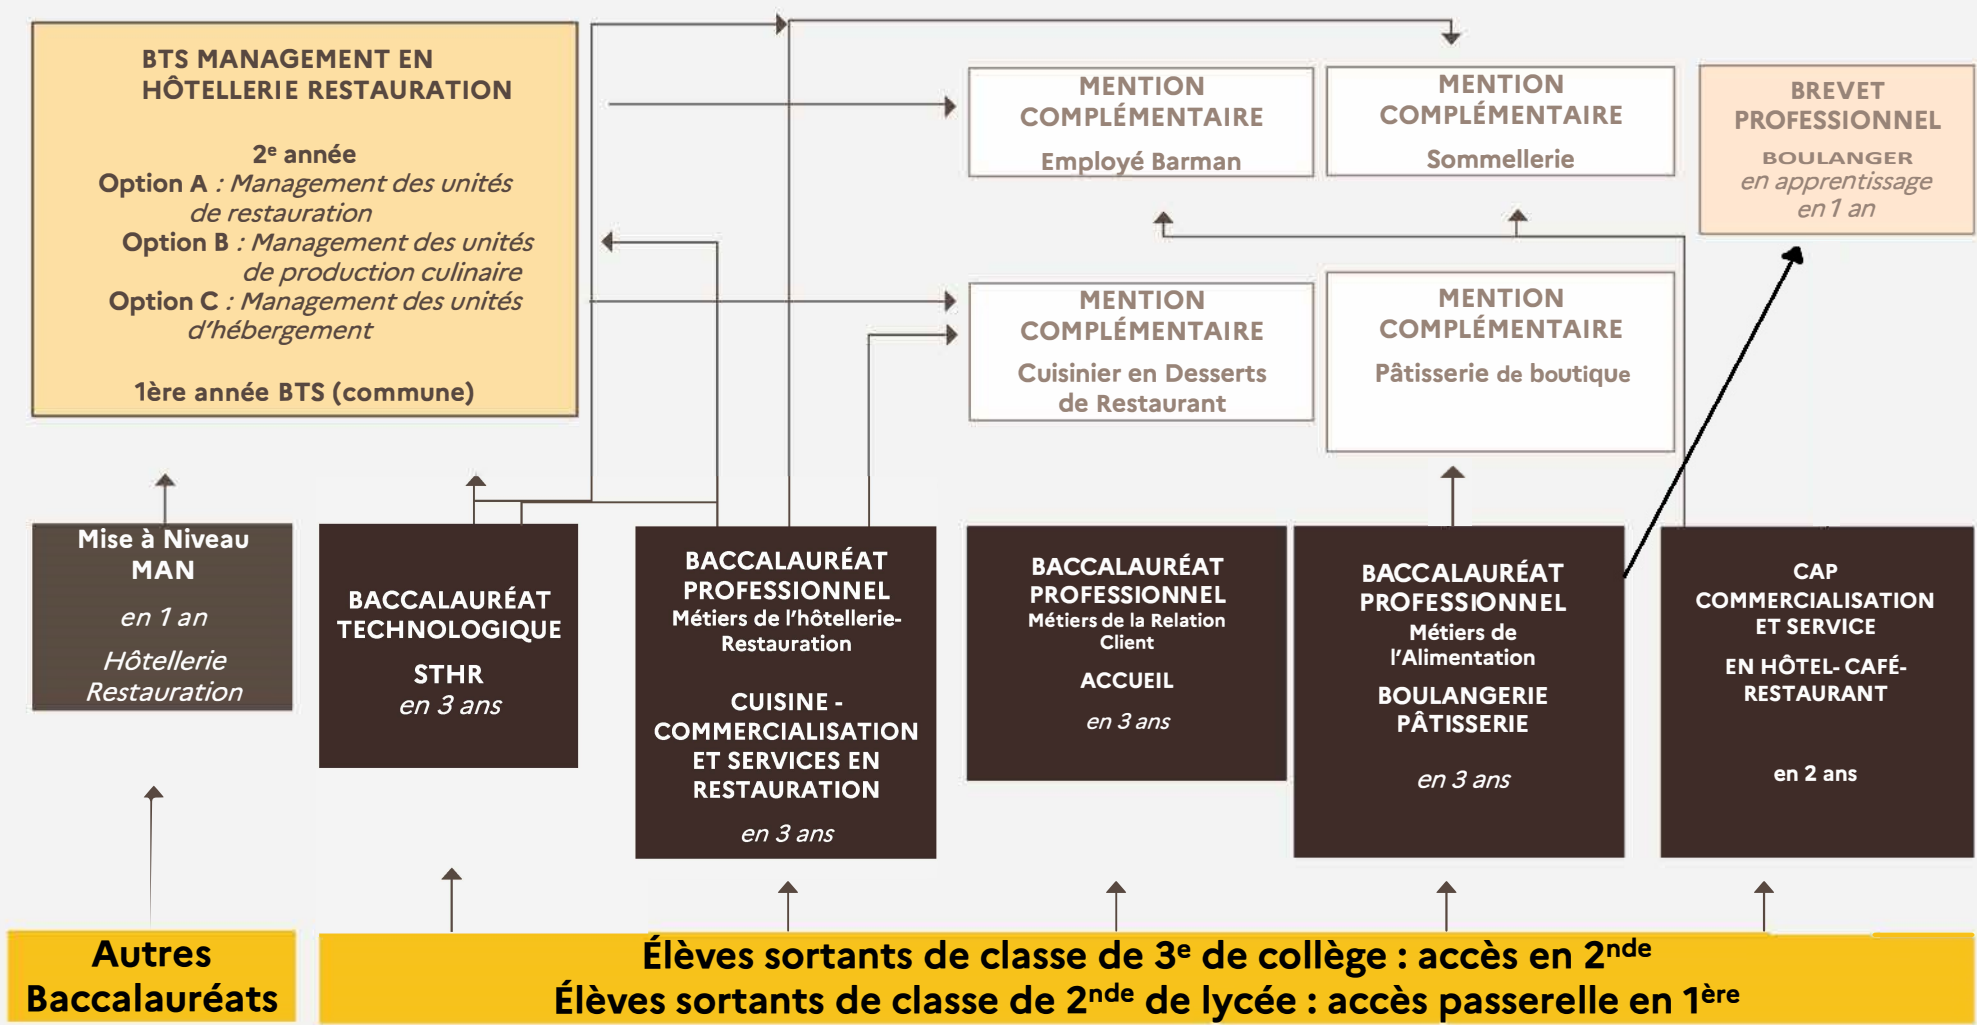 BTS MANAGEMENT EN
HÔTELLERIE RESTAURATION
2e année
Option A : Management des unités
de restauration
Option B : Management des unités
de production culinaire
Option C : Management des unités
d'hébergement
1ère année BTS (commune)
MENTION
COMPLÉMENTAIRE
Employé Barman
MENTION
COMPLÉMENTAIRE
Sommellerie
BREVET
PROFESSIONNEL
BOULANGER
en apprentissage
en 1 an
MENTION
COMPLÉMENTAIRE
Cuisinier en Desserts
de Restaurant
MENTION
COMPLÉMENTAIRE
Pâtisserie de boutique
Mise à Niveau
MAN
en 1 an
Hôtellerie
Restauration
BACCALAURÉAT
TECHNOLOGIQUE
STHR
en 3 ans
BACCALAURÉAT
PROFESSIONNEL
Métiers de l'hôtellerie-
Restauration
CUISINE -
COMMERCIALISATION
ET SERVICES EN
RESTAURATION
en 3 ans
BACCALAURÉAT
PROFESSIONNEL
Métiers de la Relation
Client
ACCUEIL
en 3 ans
BACCALAURÉAT
PROFESSIONNEL
Métiers de
l'Alimentation
BOULANGERIE
PÂTISSERIE
en 3 ans
CAP
COMMERCIALISATION
ET SERVICE
EN HÔTEL- CAFÉ-
RESTAURANT
en 2 ans
Autres
Baccalauréats
Élèves sortants de classe de 3e de collège : accès en 2nde
Élèves sortants de classe de 2nde de lycée : accès passerelle en 1ère